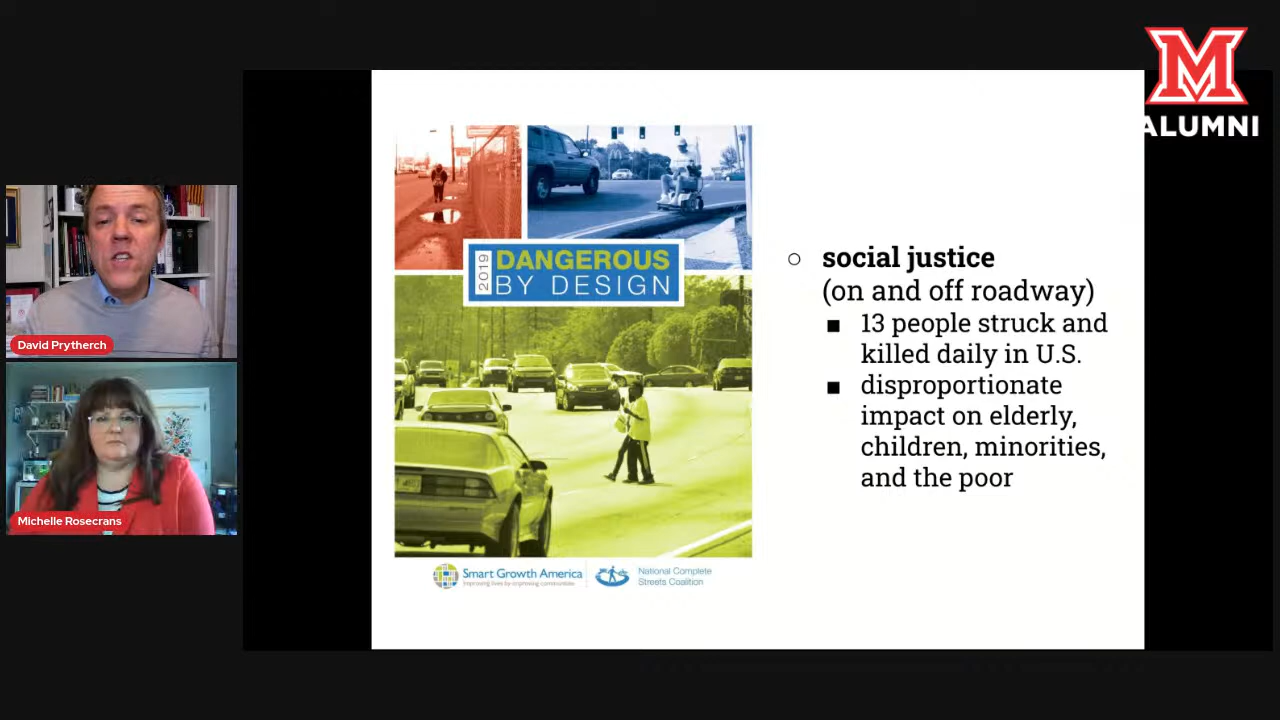 M
ALUMNI
David Prytherch
Michelle Rosecrans
2019
DANGEROUS
BY DESIGN
Smart Growth America
Improving lives by improving communities
National Complete
Streets Coalition
social justice
(on and off roadway)
13 people struck and
killed daily in U.S.
disproportionate
impact on elderly,
children, minorities,
and the poor